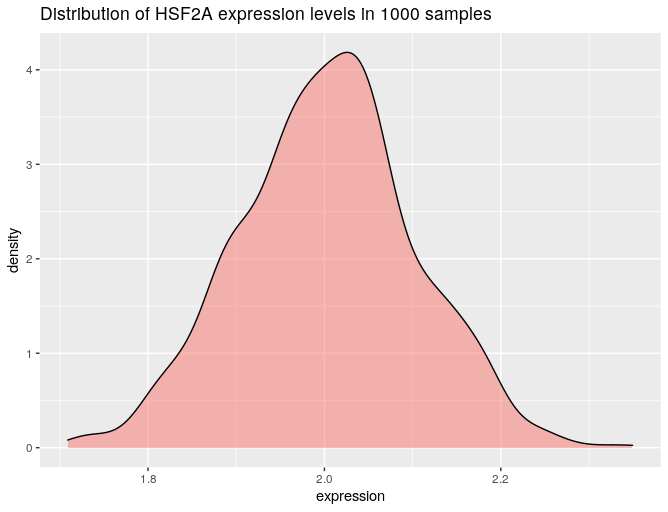 Distribution of HSF2A expression levels in 1000 samples
4
3
2
1
0
density
1.8
2.0
2.2
expression